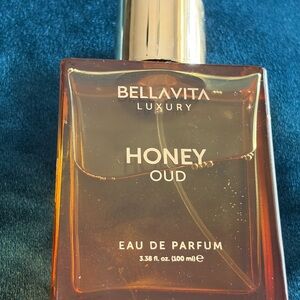 BELLAVITA
LUXURY
HONEY
OUD
EAU DE PARFUM
3.38 fl. oz. (100 ml) ℮